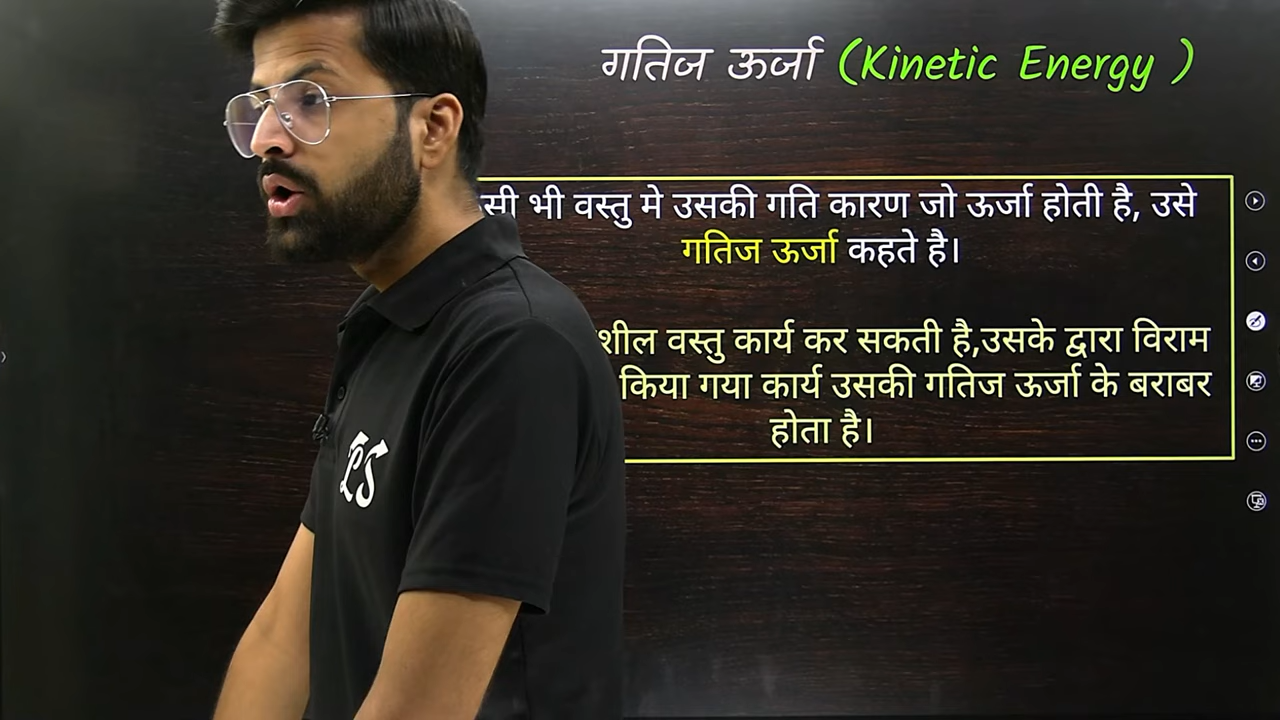 गतिज ऊर्जा (Kinetic Energy )
भी वस्तु मे उसकी गति कारण जो ऊर्जा होती है, उसे
गतिज ऊर्जा कहते है।
वस्तु कार्य कर सकती है,उसके द्वारा विराम
किया गया कार्य उसकी गतिज ऊर्जा के बराबर
होता है।